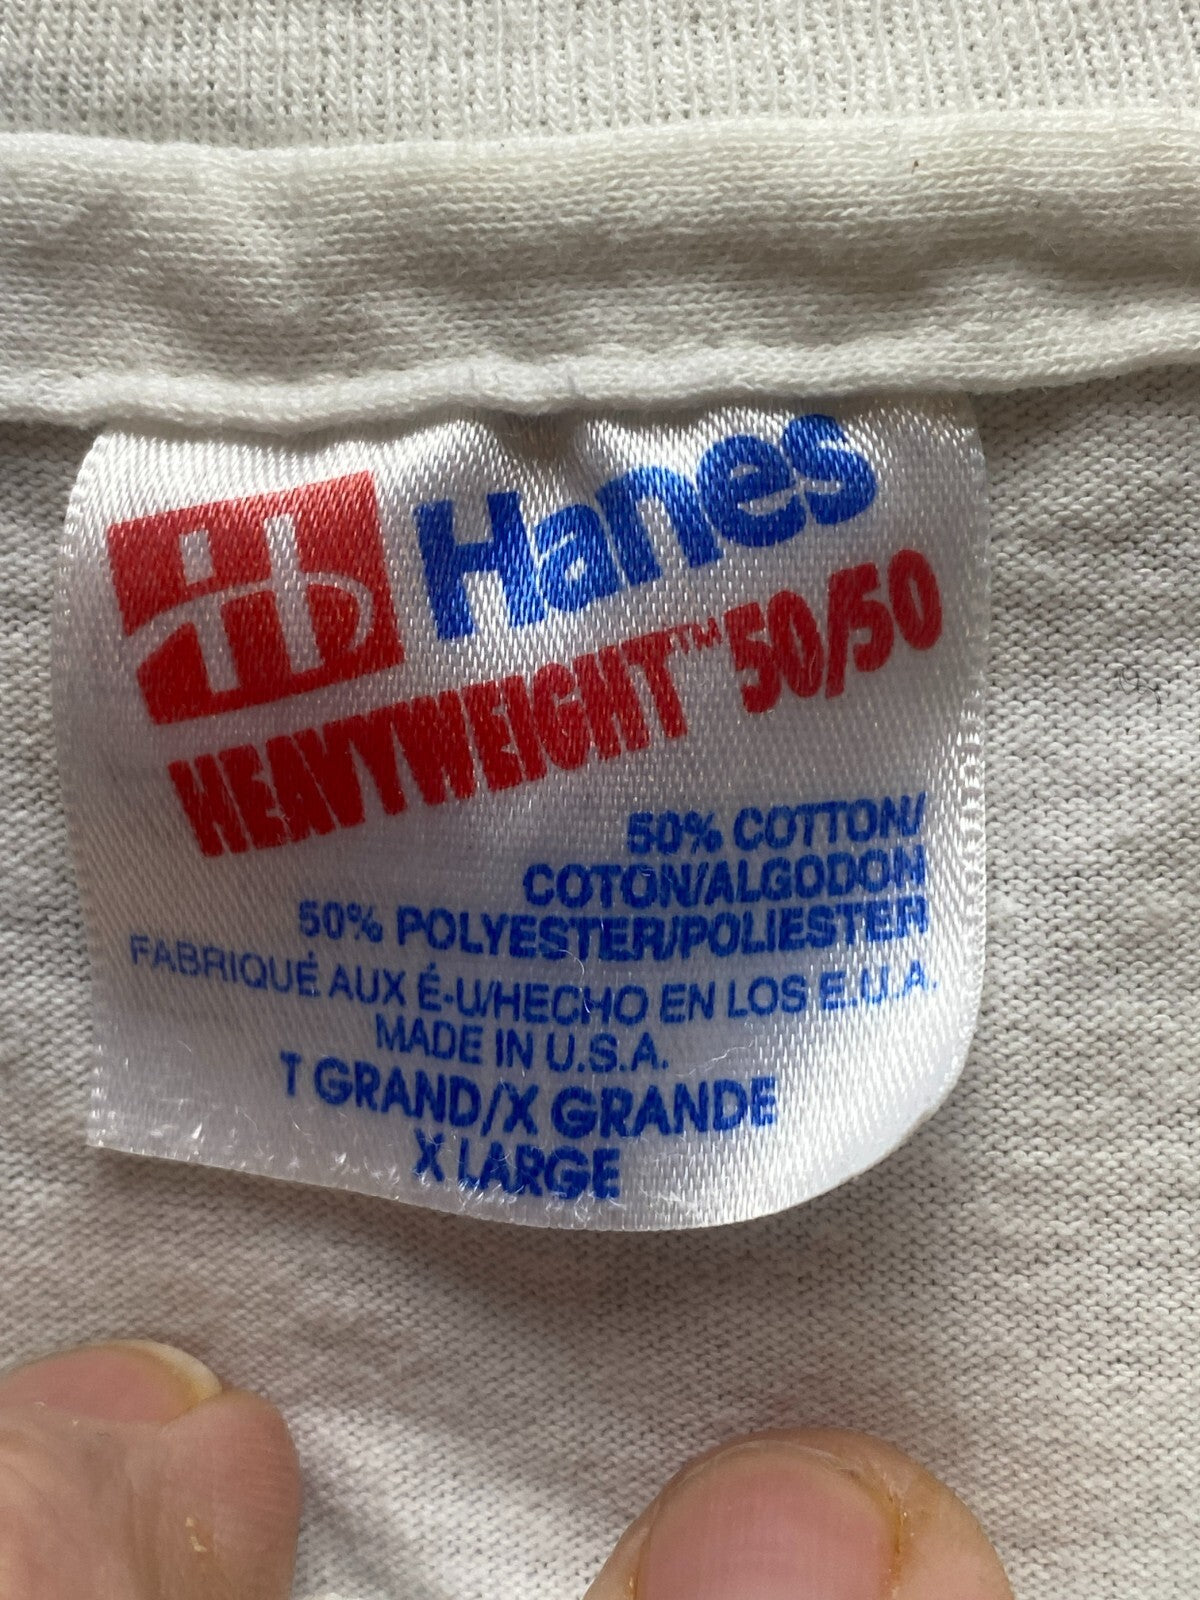 Hanes
HEAVYWEIGHT™ 50/50
50% COTTON/
COTON/ALGODON
50% POLYESTER/POLIESTER
FABRIQUÉ AUX É-U/HECHO EN LOS E.U.A.
MADE IN U.S.A.
T GRAND/X GRANDE
X LARGE